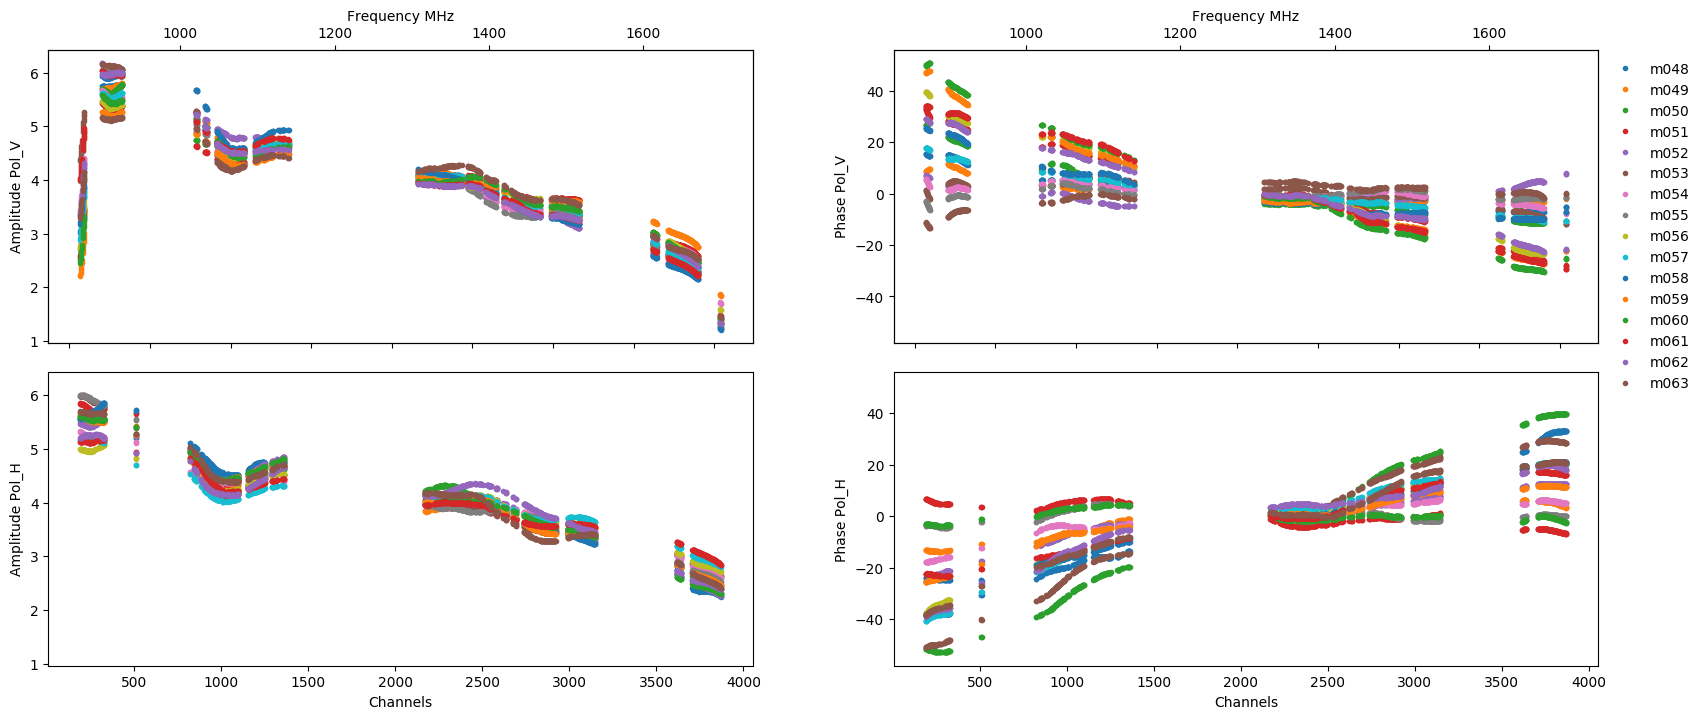 Frequency MHz
1000 1200 1400 1600
Amplitude Pol_V
6
5
4
3
2
1
Frequency MHz
1000 1200 1400 1600
Phase Pol_V
40
20
0
−20
−40
m048
m049
m050
m051
m052
m053
m054
m055
m056
m057
m058
m059
m060
m061
m062
m063
Amplitude Pol_H
6
5
4
3
2
1
500 1000 1500 2000 2500 3000 3500 4000
Channels
Phase Pol_H
40
20
0
−20
−40
500 1000 1500 2000 2500 3000 3500 4000
Channels